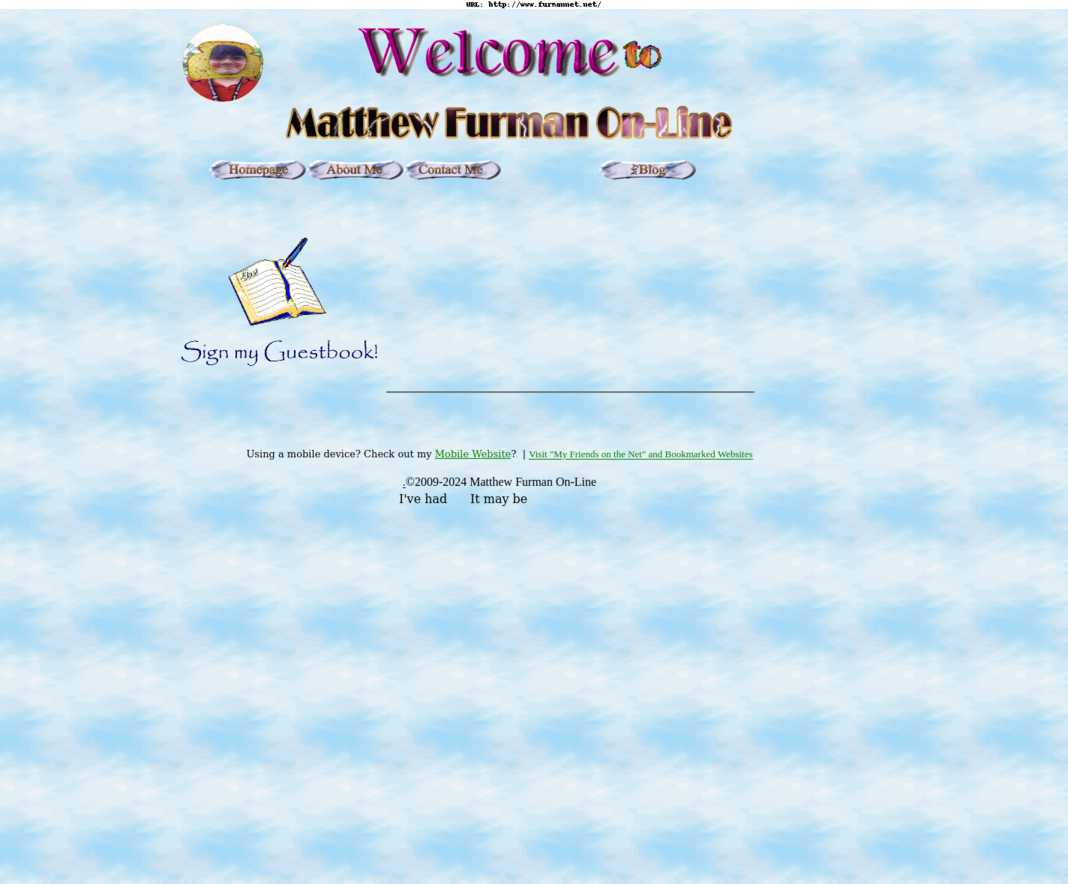 URL: http://www.furmannet.net/
Welcome to
Matthew Furman On-Line
Homepage About Me Contact Me My Blog
Sign my Guestbook!
Using a mobile device? Check out my Mobile Website? | Visit "My Friends on the Net" and Bookmarked Websites
.©2009-2024 Matthew Furman On-Line
I've had It may be